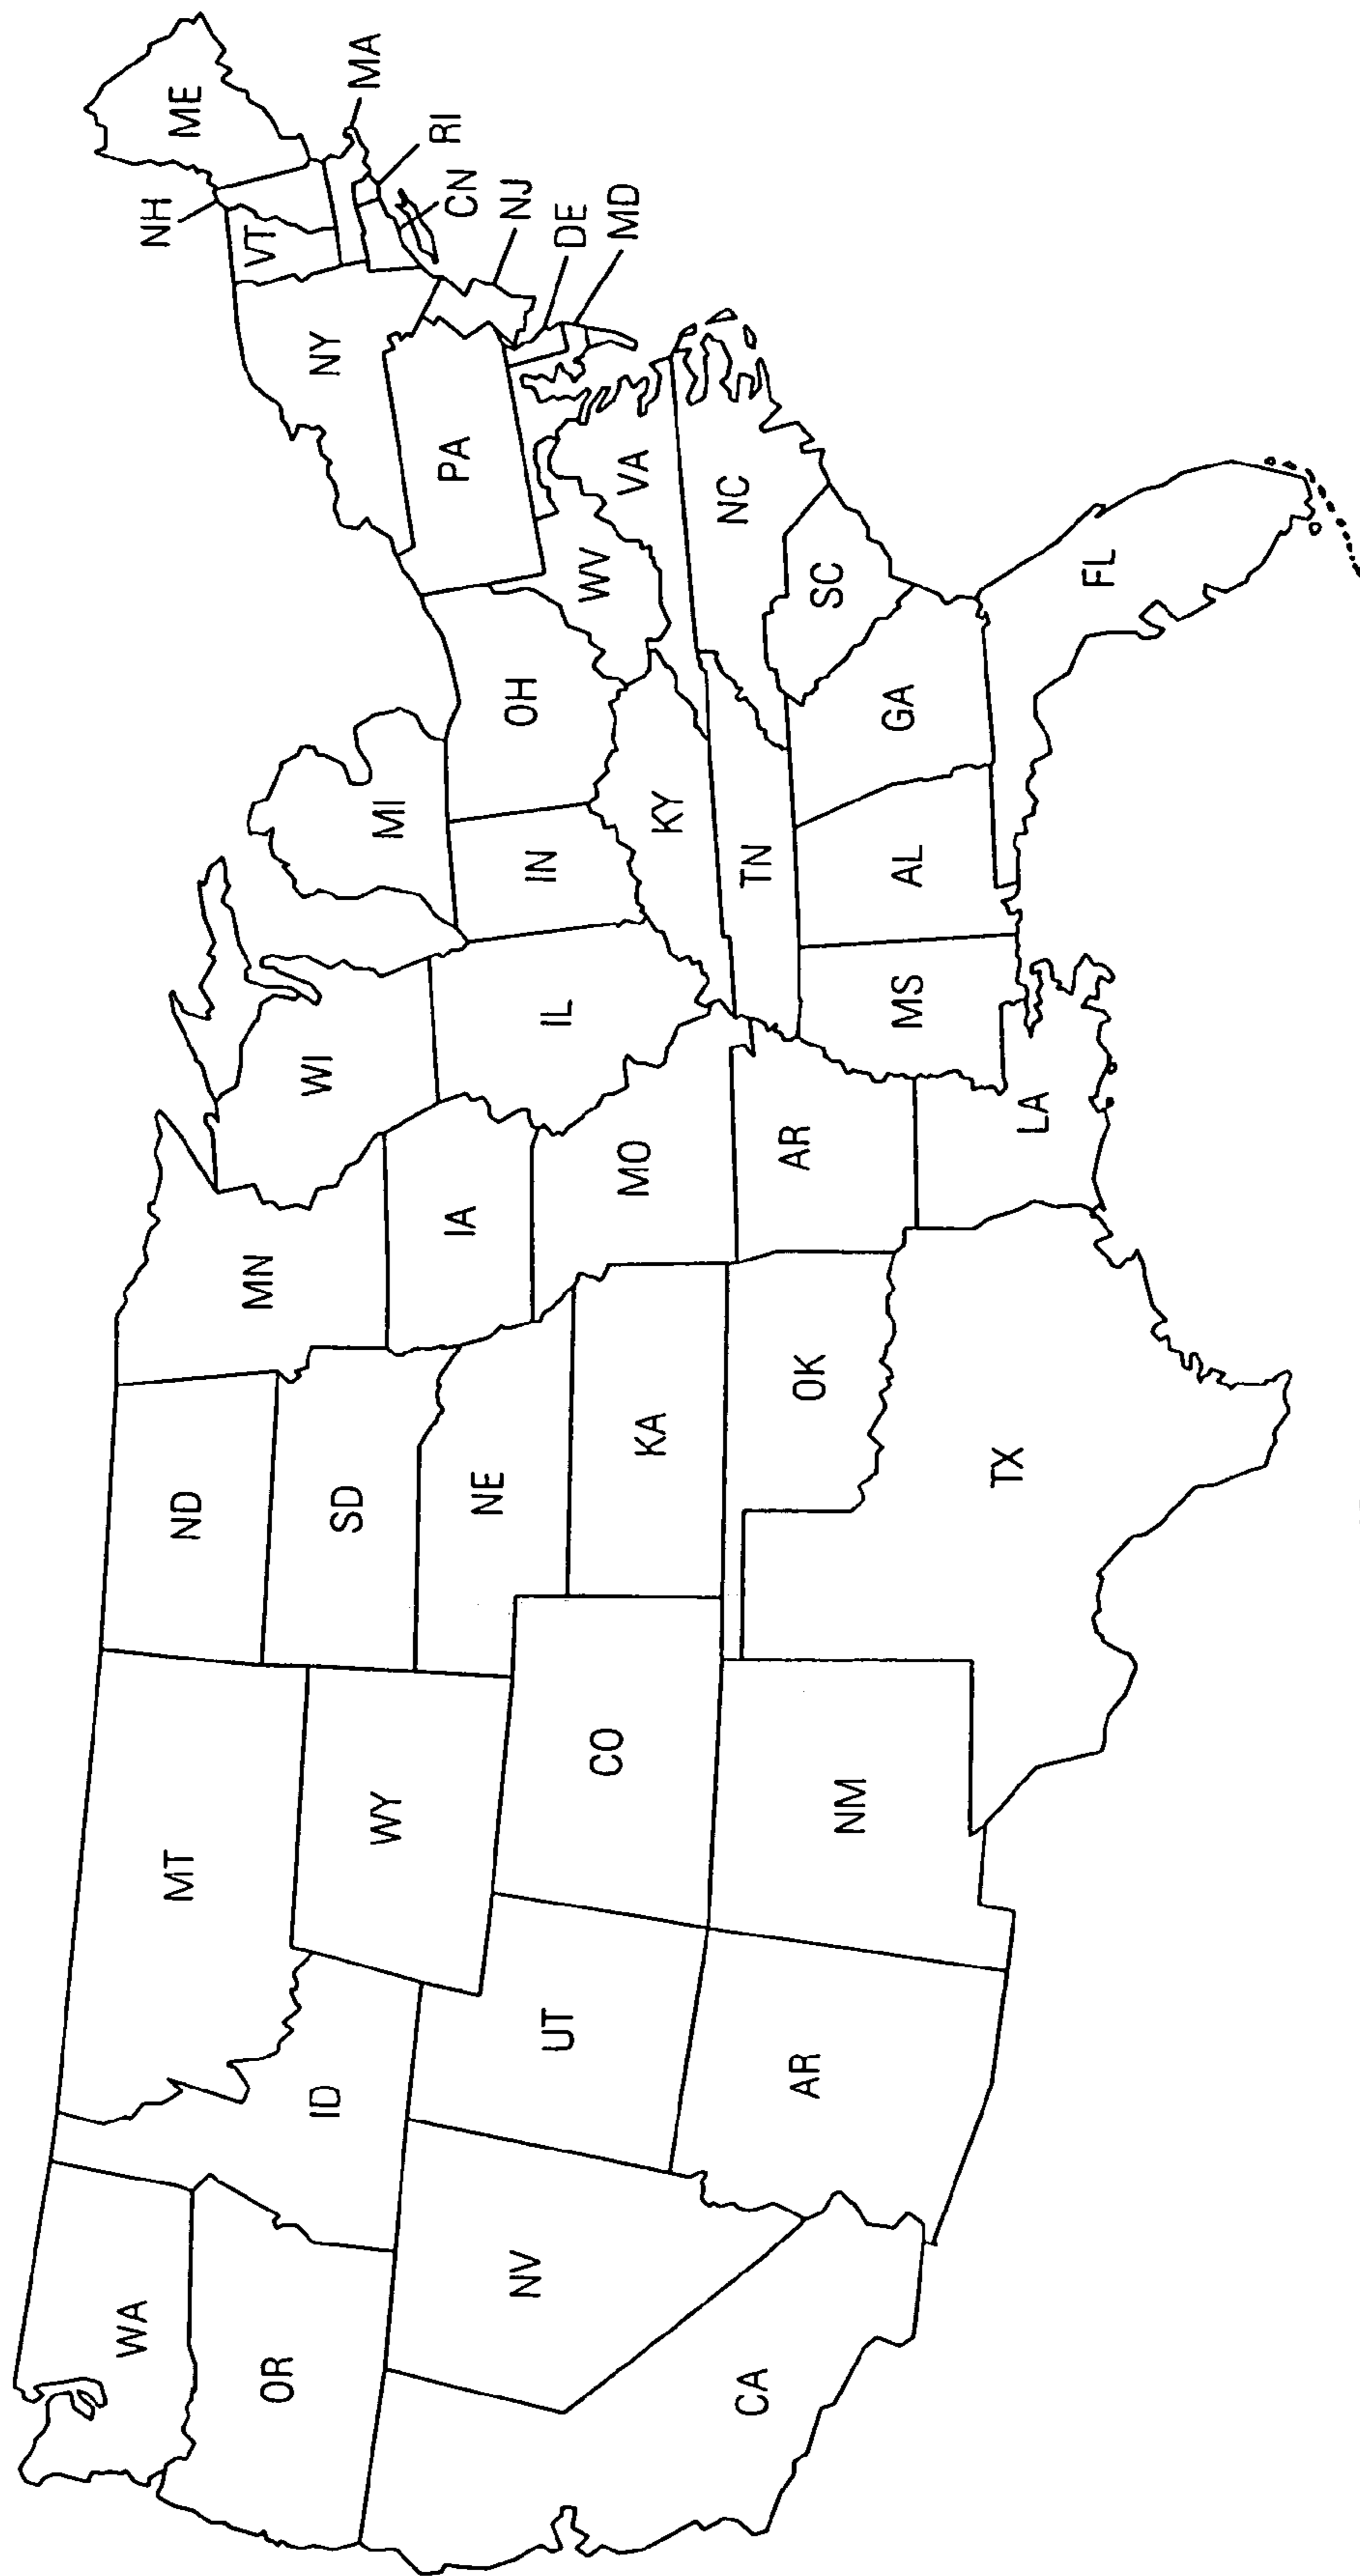 WA
OR
CA
NV
ID
MT
WY
UT
AR
CO
NM
ND
SD
NE
KA
OK
TX
MN
IA
MO
AR
LA
WI
IL
MI
IN
OH
KY
TN
MS
AL
GA
FL
SC
NC
VA
WV
PA
NY
VT
NH
ME
MA
RI
CN
NJ
DE
MD